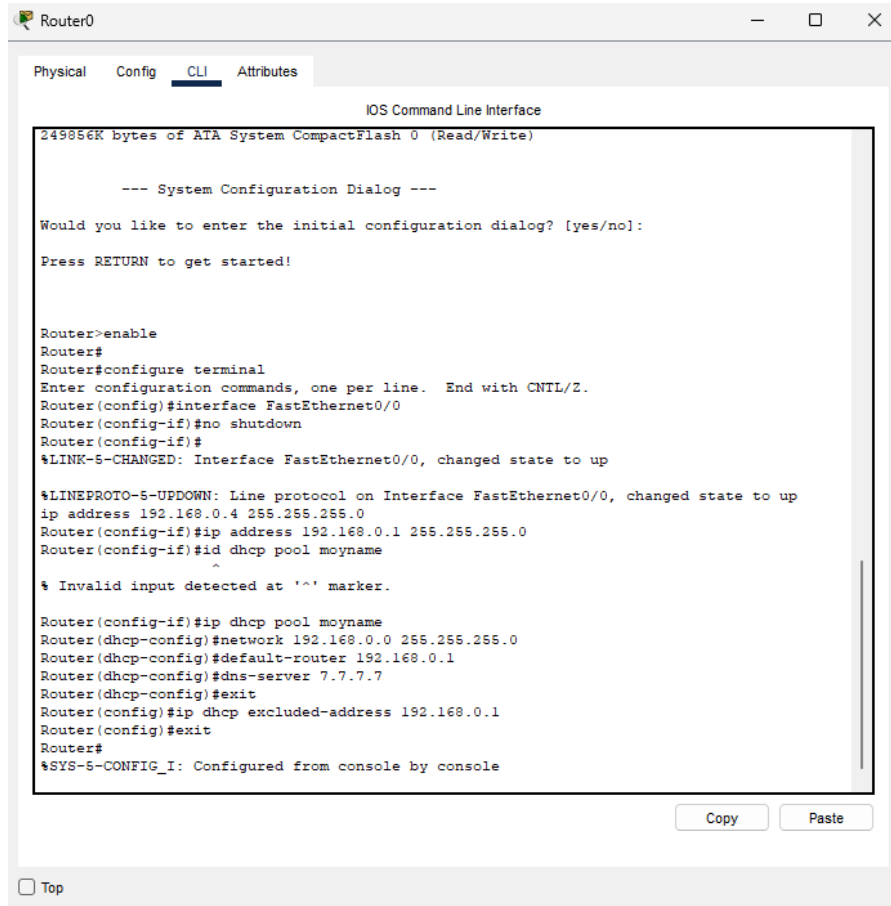 Router0
Physical Config CLI Attributes
IOS Command Line Interface
249856K bytes of ATA System CompactFlash 0 (Read/Write)
--- System Configuration Dialog ---
Would you like to enter the initial configuration dialog? [yes/no]:
Press RETURN to get started!
Router>enable
Router#
Router#configure terminal
Enter configuration commands, one per line.  End with CNTL/Z.
Router(config)#interface FastEthernet0/0
Router(config-if)#no shutdown
Router(config-if)#
%LINK-5-CHANGED: Interface FastEthernet0/0, changed state to up
%LINEPROTO-5-UPDOWN: Line protocol on Interface FastEthernet0/0, changed state to up
ip address 192.168.0.4 255.255.255.0
Router(config-if)#ip address 192.168.0.1 255.255.255.0
Router(config-if)#id dhcp pool moyname
^
% Invalid input detected at '^' marker.
Router(config-if)#ip dhcp pool moyname
Router(dhcp-config)#network 192.168.0.0 255.255.255.0
Router(dhcp-config)#default-router 192.168.0.1
Router(dhcp-config)#dns-server 7.7.7.7
Router(dhcp-config)#exit
Router(config)#ip dhcp excluded-address 192.168.0.1
Router(config)#exit
Router#
%SYS-5-CONFIG_I: Configured from console by console
Copy Paste
Top